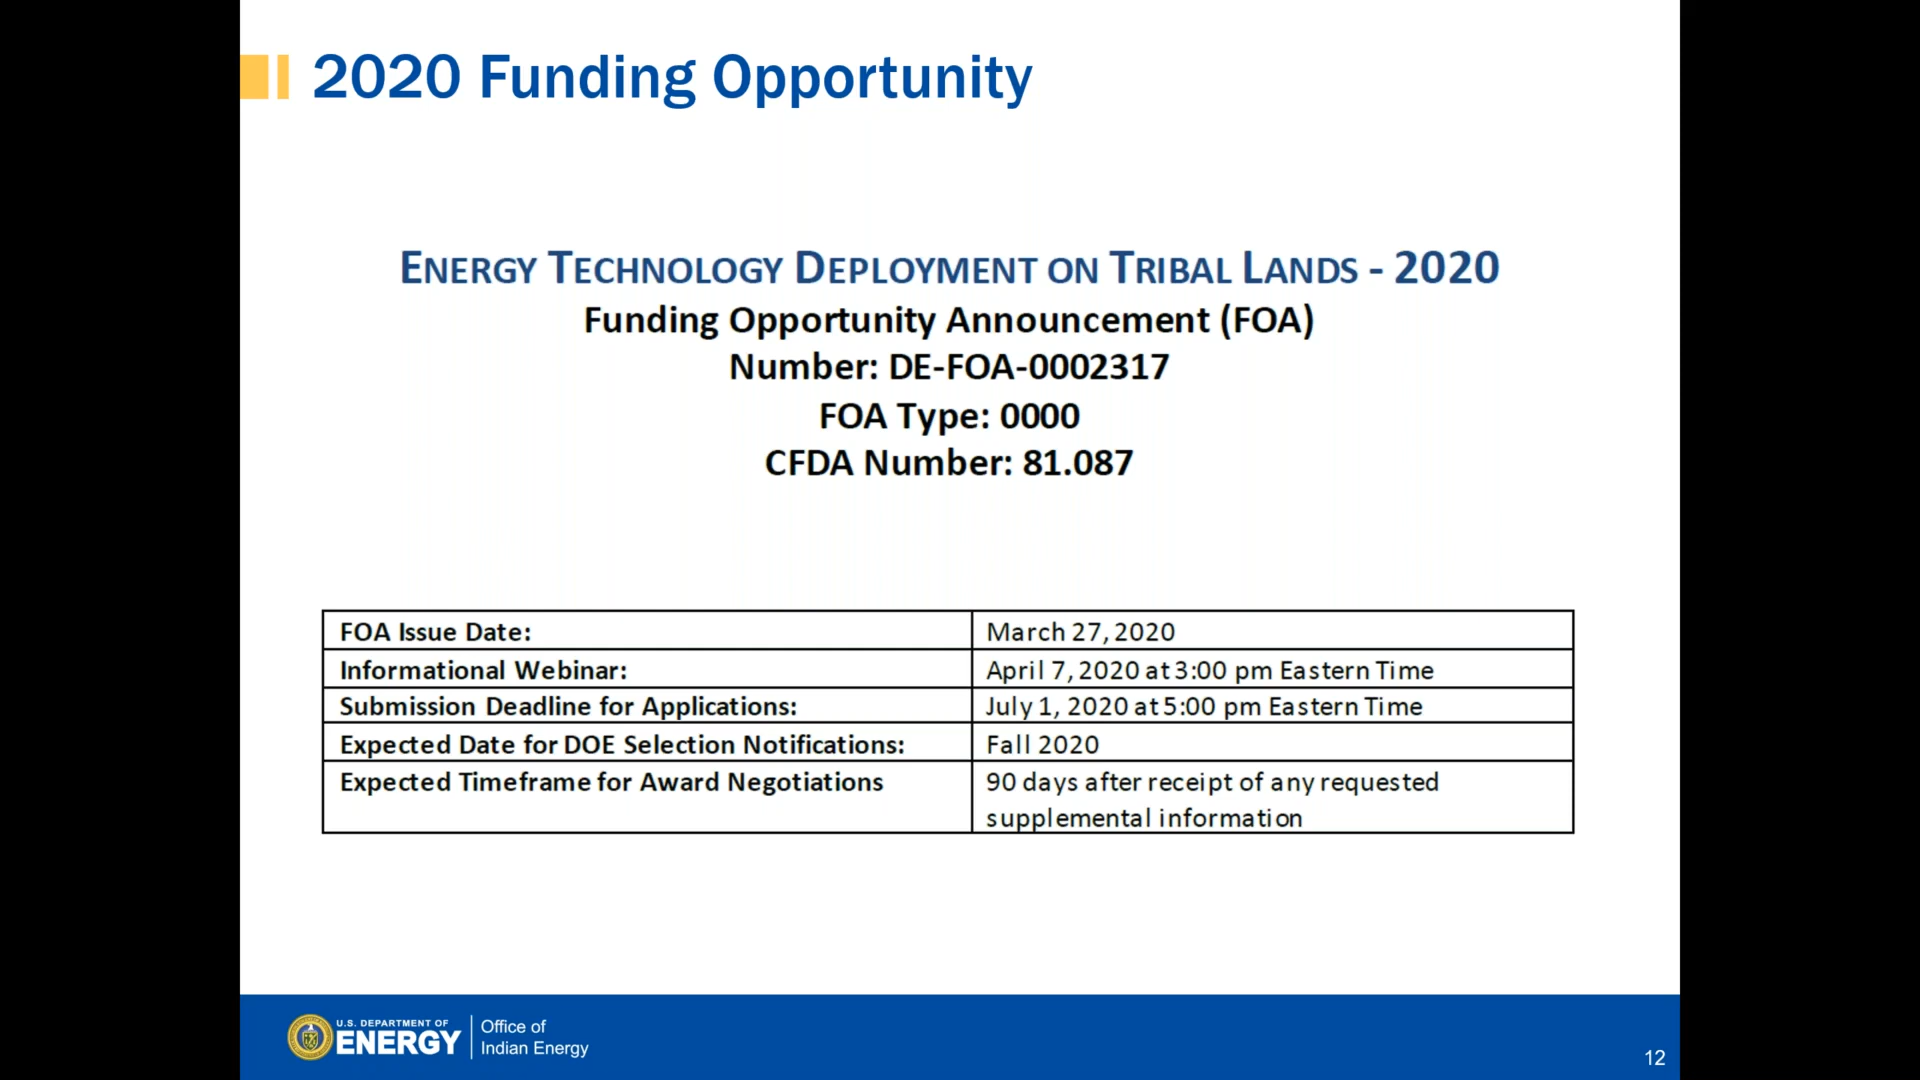 2020 Funding Opportunity
ENERGY TECHNOLOGY DEPLOYMENT ON TRIBAL LANDS - 2020
Funding Opportunity Announcement (FOA)
Number: DE-FOA-0002317
FOA Type: 0000
CFDA Number: 81.087
FOA Issue Date: March 27, 2020
Informational Webinar: April 7, 2020 at 3:00 pm Eastern Time
Submission Deadline for Applications: July 1, 2020 at 5:00 pm Eastern Time
Expected Date for DOE Selection Notifications: Fall 2020
Expected Timeframe for Award Negotiations 90 days after receipt of any requested
supplemental information
U.S. DEPARTMENT OF
ENERGY
Office of
Indian Energy
12